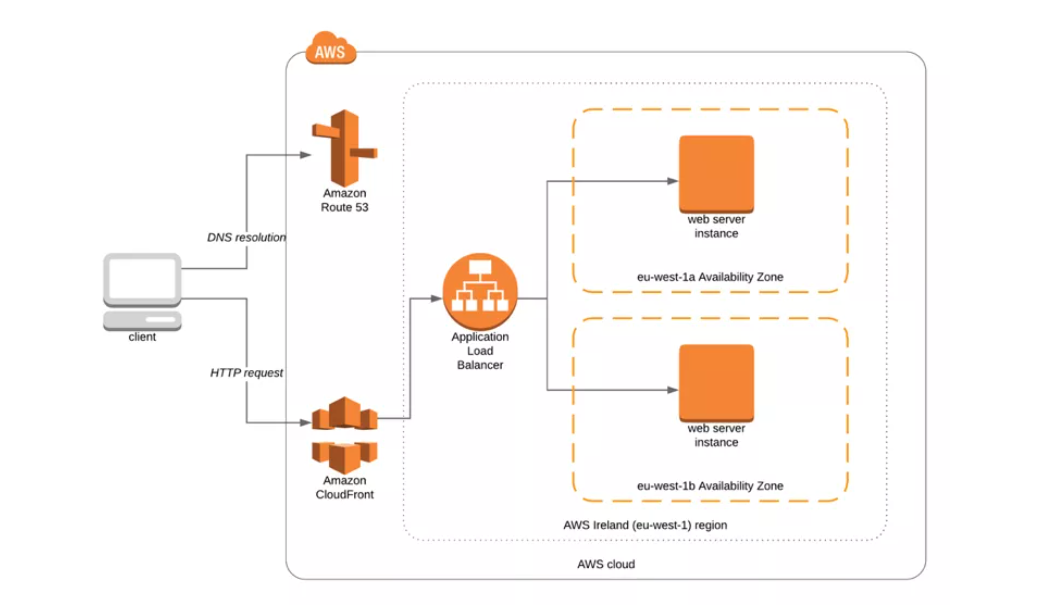 AWS
Amazon
Route 53
DNS resolution
client
HTTP request
Amazon
CloudFront
Application
Load
Balancer
web server
instance
eu-west-1a Availability Zone
web server
instance
eu-west-1b Availability Zone
AWS Ireland (eu-west-1) region
AWS cloud